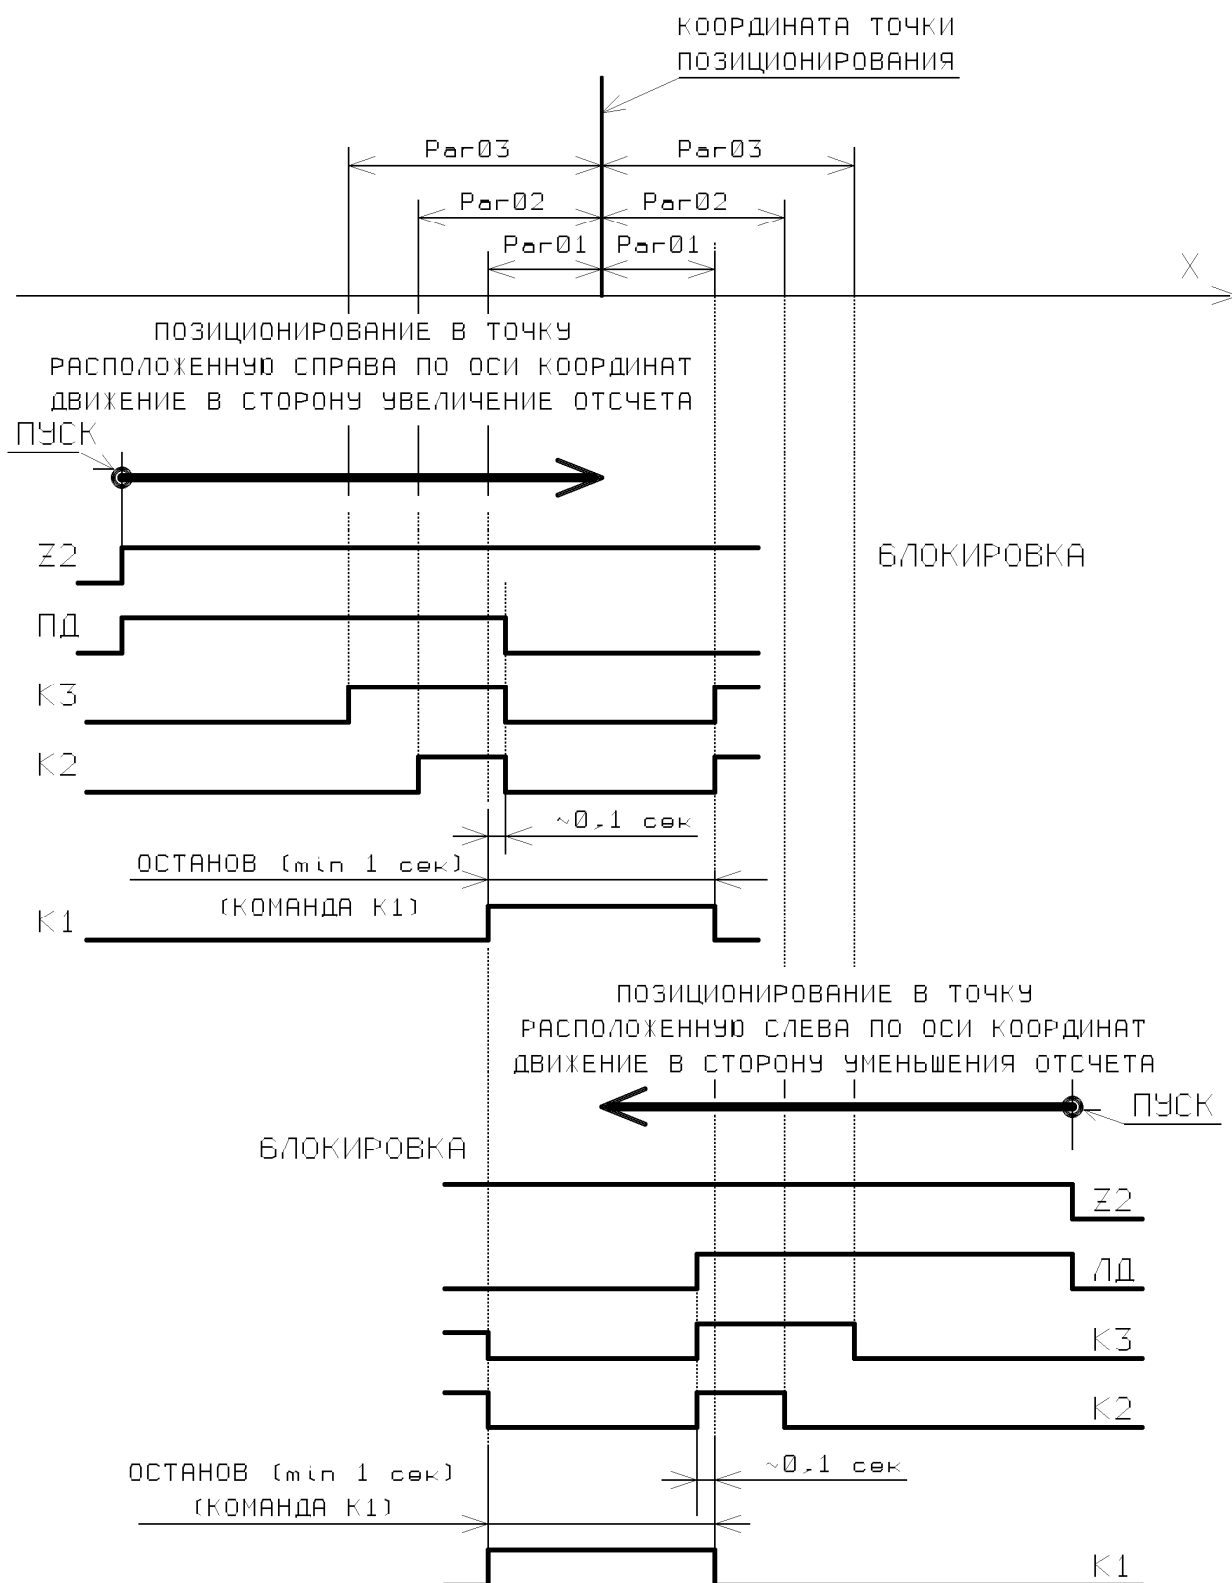 КООРДИНАТА ТОЧКИ
ПОЗИЦИОНИРОВАНИЯ
Par03 Par03
Par02 Par02
Par01 Par01
X
ПОЗИЦИОНИРОВАНИЕ В ТОЧКУ
РАСПОЛОЖЕННУЮ СПРАВА ПО ОСИ КООРДИНАТ
ДВИЖЕНИЕ В СТОРОНУ УВЕЛИЧЕНИЕ ОТСЧЕТА
ПУСК
Z2
БЛОКИРОВКА
ПД
К3
К2
~0,1 сек
ОСТАНОВ (min 1 сек)
(КОМАНДА К1)
К1
ПОЗИЦИОНИРОВАНИЕ В ТОЧКУ
РАСПОЛОЖЕННУЮ СЛЕВА ПО ОСИ КООРДИНАТ
ДВИЖЕНИЕ В СТОРОНУ УМЕНЬШЕНИЯ ОТСЧЕТА
ПУСК
БЛОКИРОВКА
Z2
ЛД
К3
К2
~0,1 сек
ОСТАНОВ (min 1 сек)
(КОМАНДА К1)
К1